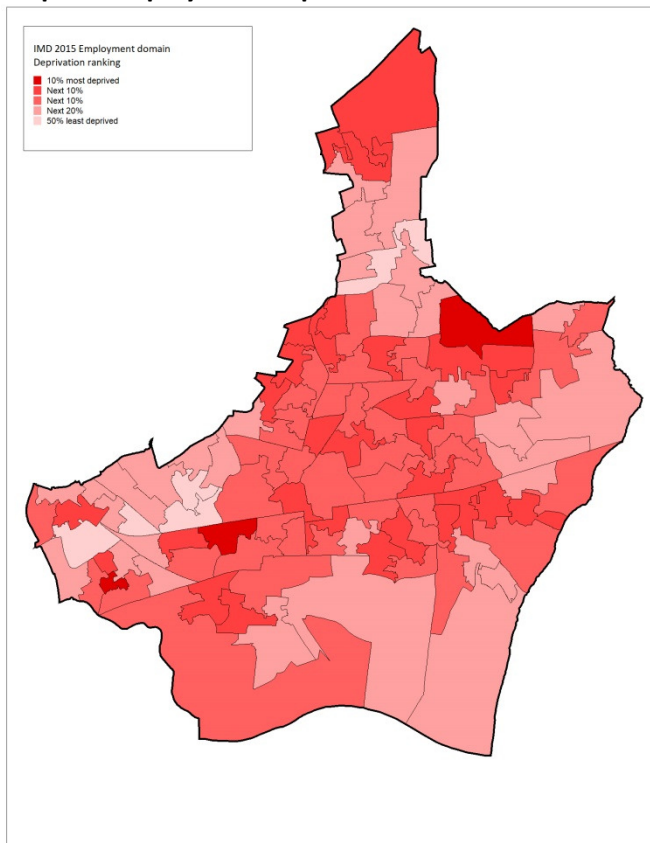 IMD 2015 Employment domain
Deprivation ranking
10% most deprived
Next 10%
Next 10%
Next 20%
50% least deprived